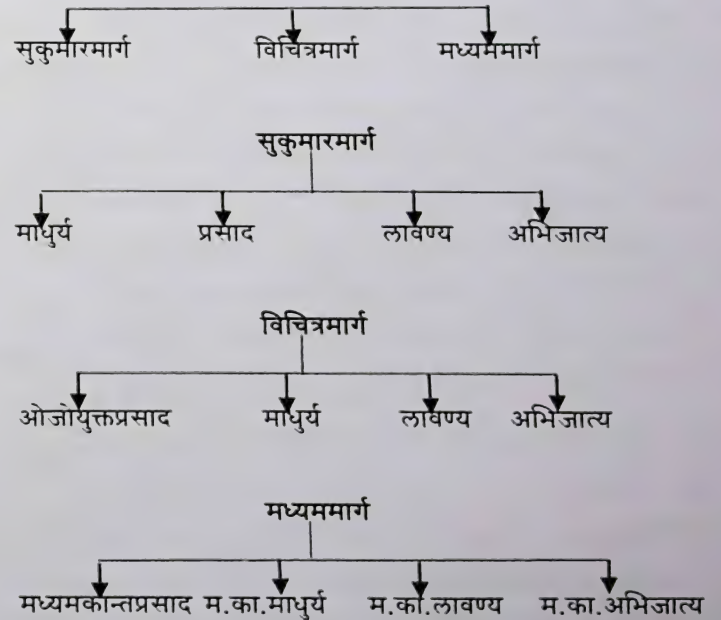 सुकुमारमार्ग विचित्रमार्ग मध्यममार्ग
सुकुमारमार्ग
माधुर्य प्रसाद लावण्य अभिजात्य
विचित्रमार्ग
ओजोयुक्तप्रसाद माधुर्य लावण्य अभिजात्य
मध्यममार्ग
मध्यमकान्तप्रसाद म.का.माधुर्य म.का.लावण्य म.का.अभिजात्य